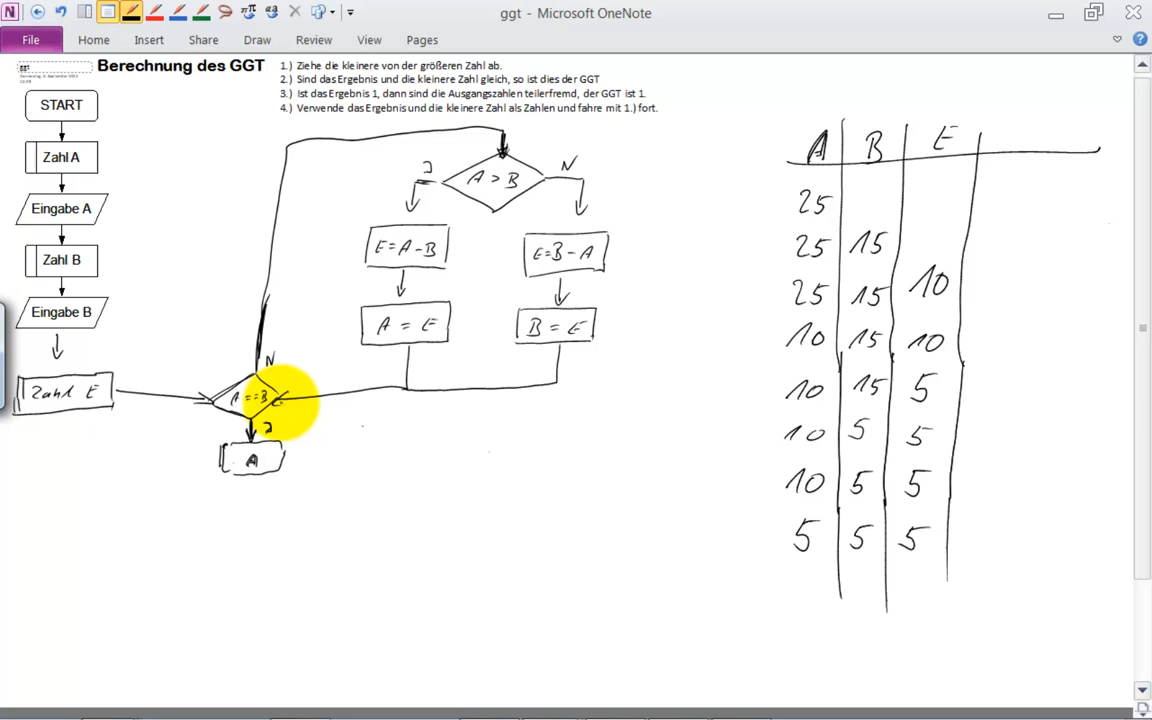 ggt - Microsoft OneNote
File Home Insert Share Draw Review View Pages
ggt
Berechnung des GGT
1.) Ziehe die kleinere von der größeren Zahl ab.
2.) Sind das Ergebnis und die kleinere Zahl gleich, so ist dies der GGT
3.) Ist das Ergebnis 1, dann sind die Ausgangszahlen teilerfremd, der GGT ist 1.
4.) Verwende das Ergebnis und die kleinere Zahl als Zahlen und fahre mit 1.) fort.
START
Zahl A
Eingabe A
Zahl B
Eingabe B
Zahl E
A == B
N
J
A
A > B
J
N
E = A - B
A = E
E = B - A
B = E
A B E
25
25 15
25 15 10
10 15 10
10 15 5
10 5 5
10 5 5
5 5 5